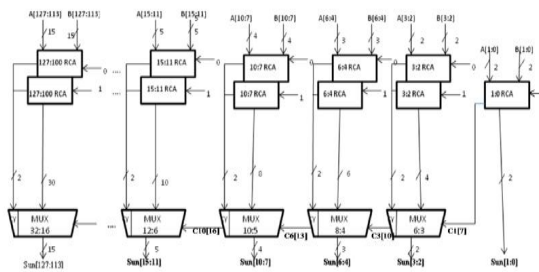 A[127:113] B[127:113] A[15:11] B[15:11] A[10:7] B[10:7] A[6:4] B[6:4] A[3:2] B[3:2]
15 15 5 5 4 4 3 3 2 2
A[1:0] B[1:0]
127:100 RCA 0 .... 15:11 RCA 0 10:7 RCA 0 6:4 RCA 0 3:2 RCA 0
2 2
127:100 RCA 1 .... 15:11 RCA 1 10:7 RCA 1 6:4 RCA 1 3:2 RCA 1 1:0 RCA
2 30 2 10 2 8 2 6 2 4 2
MUX MUX MUX MUX MUX
32:16 .... 12:6 C10[16] 10:5 C6[13] 8:4 C3[10] 6:3 C1[7]
15 5 4 3 2
Sun[127:113] Sun[15:11] Sun[10:7] Sun[6:4] Sun[3:2] Sun[1:0]